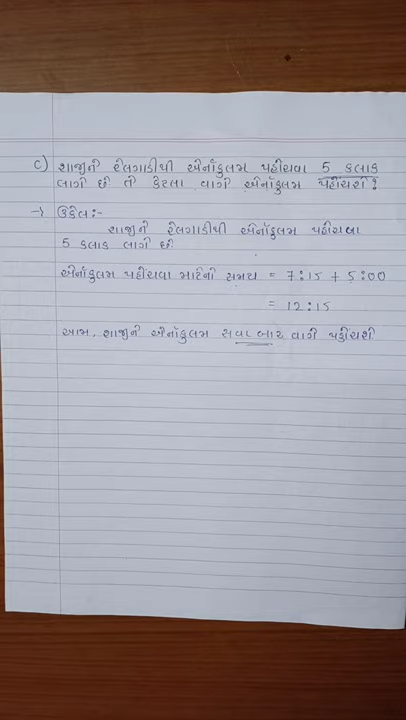 c) શાજીને રેલગાડીથી એર્નાકુલમ પહોંચવા 5 કલાક
લાગે છે તો કેટલા વાગે એર્નાકુલમ પહોંચશે?
→ ઉકેલ:-
શાજીને રેલગાડીથી એર્નાકુલમ પહોંચવા
5 કલાક લાગે છે
એર્નાકુલમ પહોંચવા માટેનો સમય = 7:15 + 5:00
= 12:15
આમ, શાજીને એર્નાકુલમ સવા બાર વાગે પહોંચશે